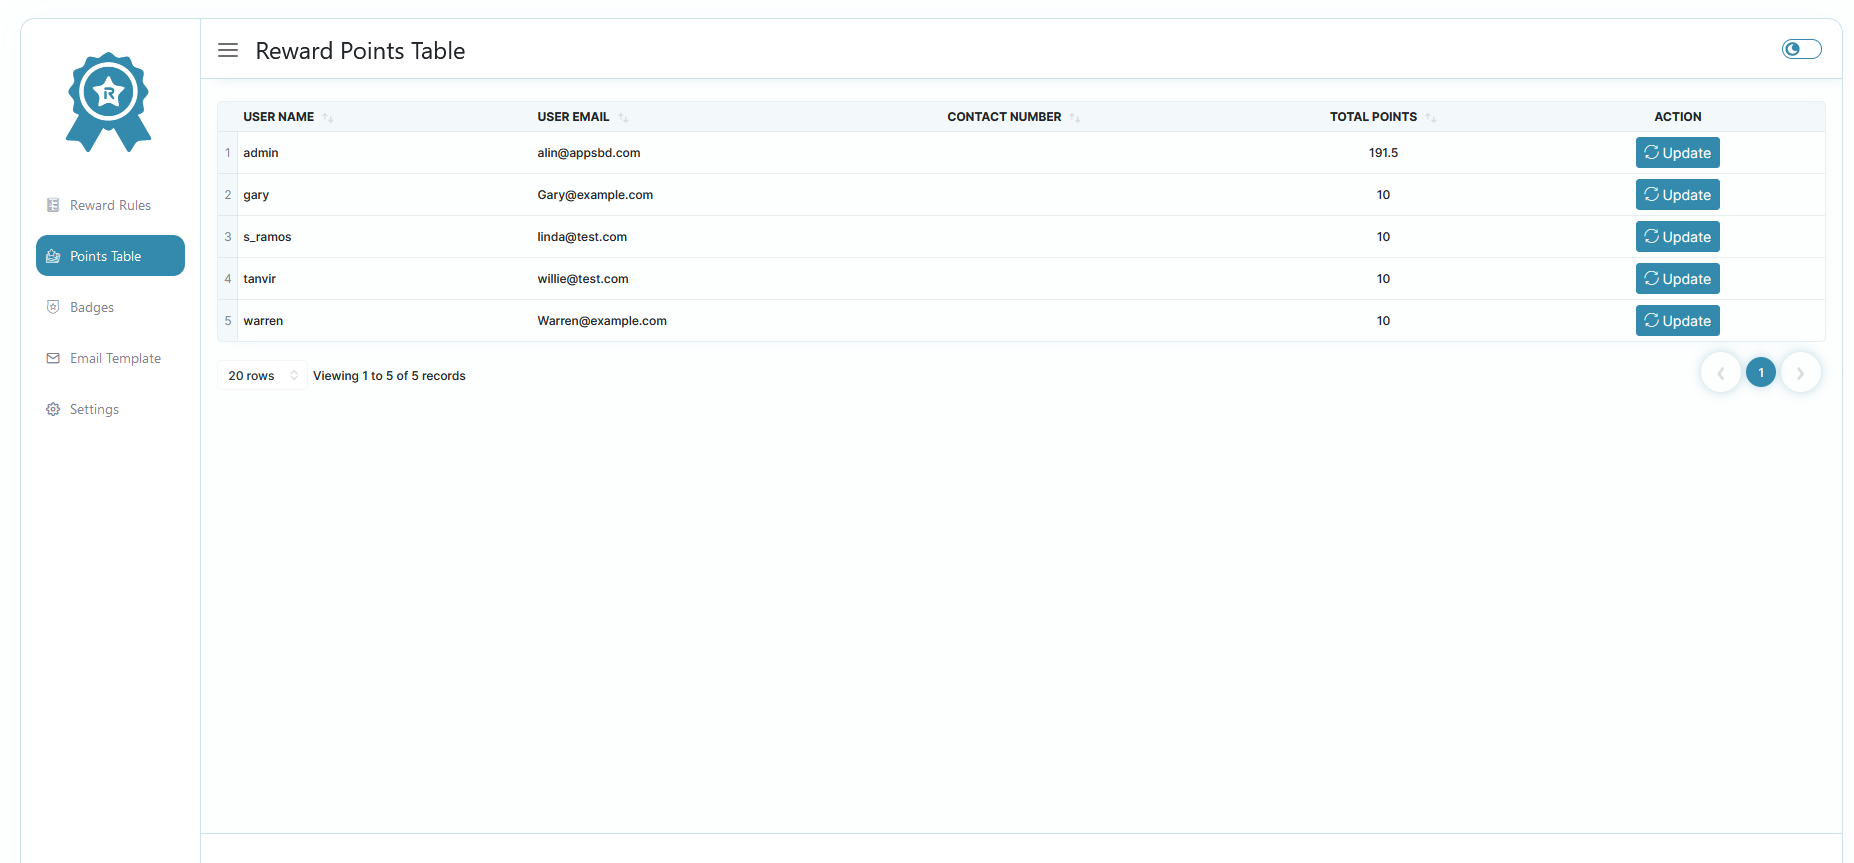 Reward Points Table
Reward Rules
Points Table
Badges
Email Template
Settings
USER NAME USER EMAIL CONTACT NUMBER TOTAL POINTS ACTION
1 admin alin@appsbd.com 191.5 Update
2 gary Gary@example.com 10 Update
3 s_ramos linda@test.com 10 Update
4 tanvir willie@test.com 10 Update
5 warren Warren@example.com 10 Update
20 rows Viewing 1 to 5 of 5 records 1